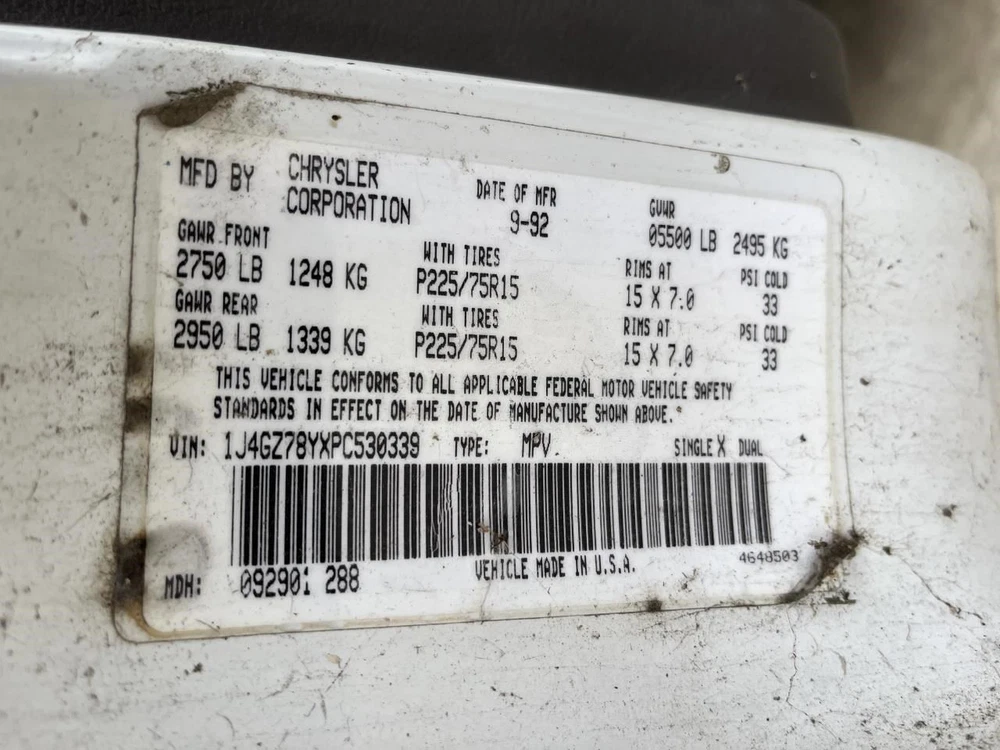 MFD BY CHRYSLER CORPORATION DATE OF MFR 9-92 GVWR 05500 LB 2495 KG
GAWR FRONT WITH TIRES RIMS AT PSI COLD
2750 LB 1248 KG P225/75R15 15 X 7.0 33
GAWR REAR WITH TIRES RIMS AT PSI COLD
2950 LB 1339 KG P225/75R15 15 X 7.0 33
THIS VEHICLE CONFORMS TO ALL APPLICABLE FEDERAL MOTOR VEHICLE SAFETY
STANDARDS IN EFFECT ON THE DATE OF MANUFACTURE SHOWN ABOVE.
VIN: 1J4GZ78YXPC530339 TYPE: MPV. SINGLE X DUAL
MDH: 092901 288 VEHICLE MADE IN U.S.A. 4648503